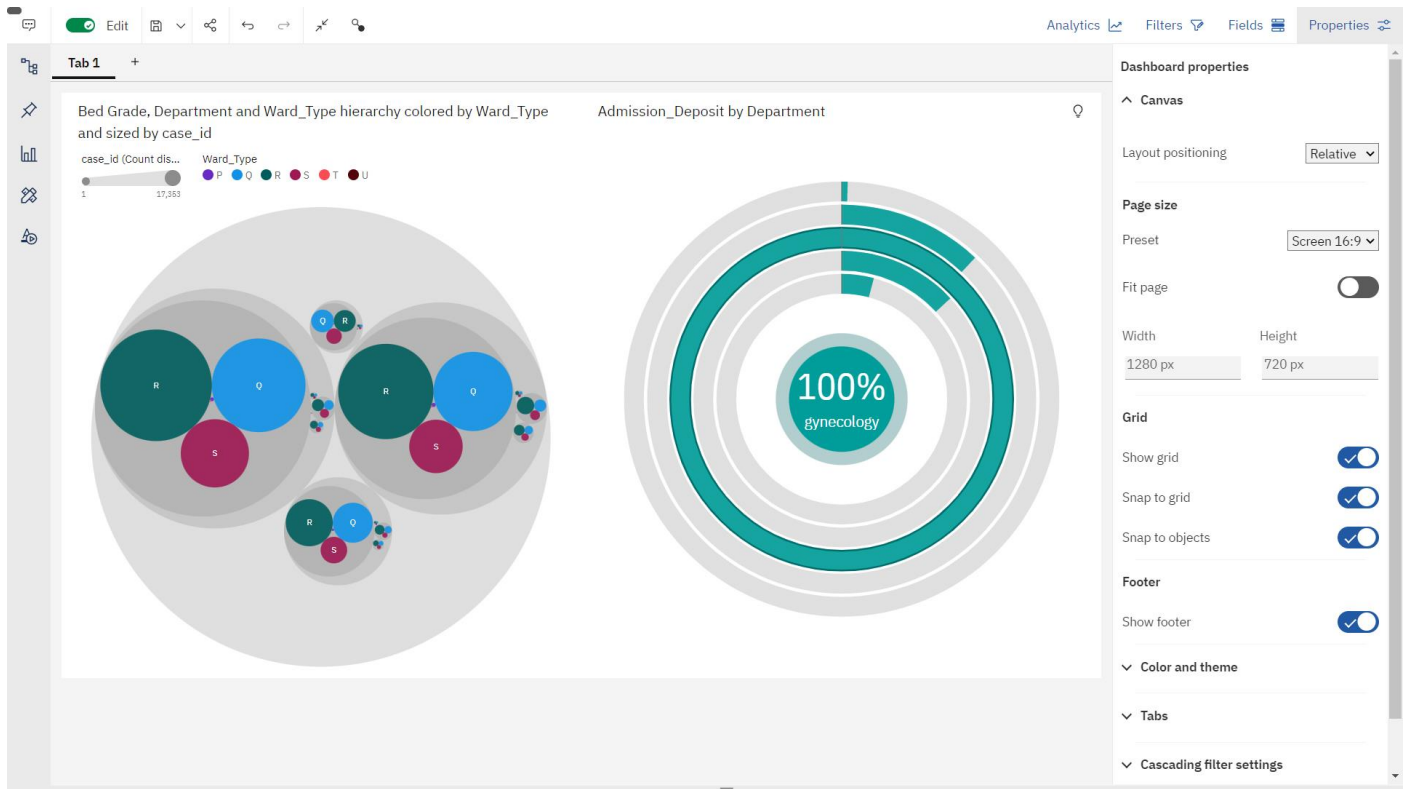 Edit
Analytics
Filters
Fields
Properties
Tab 1
+
Bed Grade, Department and Ward_Type hierarchy colored by Ward_Type
and sized by case_id
case_id (Count dis...
1
17,353
Ward_Type
P Q R S T U
Q R
R Q
S
R Q
S
R Q
S
Admission_Deposit by Department
100%
gynecology
Dashboard properties
Canvas
Layout positioning
Relative
Page size
Preset
Screen 16:9
Fit page
Width Height
1280 px 720 px
Grid
Show grid
Snap to grid
Snap to objects
Footer
Show footer
Color and theme
Tabs
Cascading filter settings